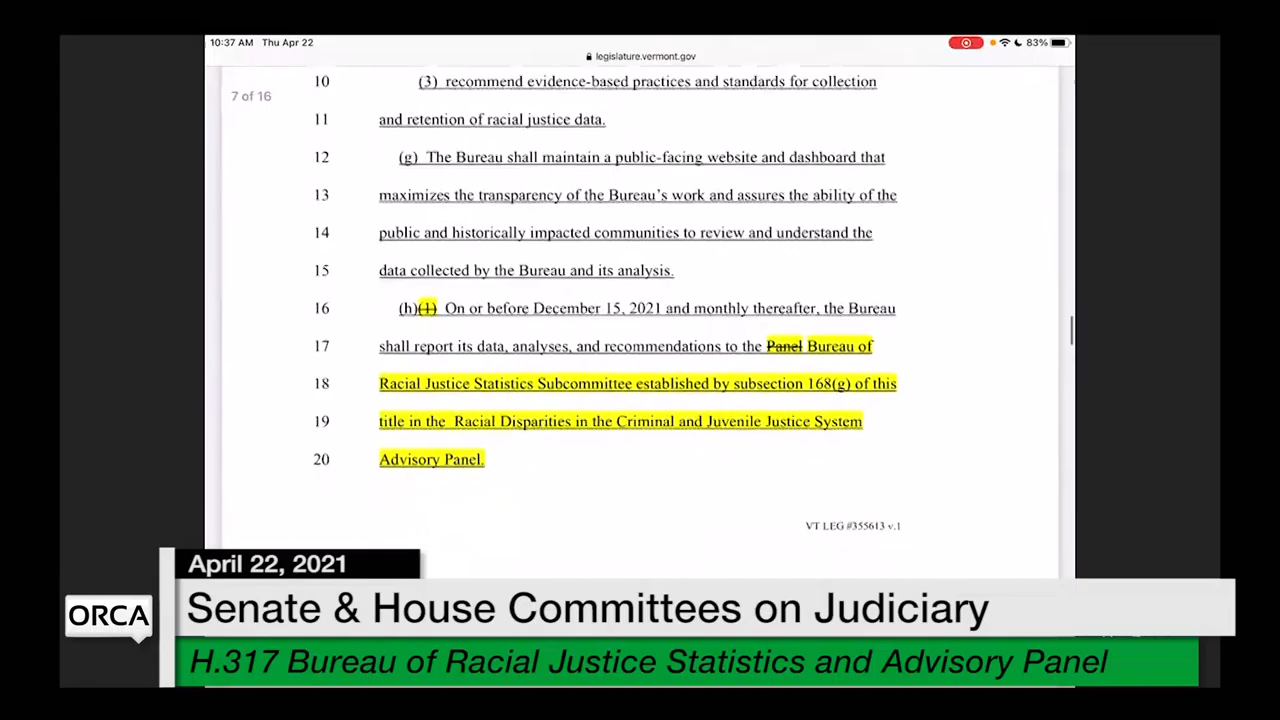 10:37 AM Thu Apr 22
83%
legislature.vermont.gov
7 of 16
10 (3) recommend evidence-based practices and standards for collection
11 and retention of racial justice data.
12 (g) The Bureau shall maintain a public-facing website and dashboard that
13 maximizes the transparency of the Bureau's work and assures the ability of the
14 public and historically impacted communities to review and understand the
15 data collected by the Bureau and its analysis.
16 (h)(1) On or before December 15, 2021 and monthly thereafter, the Bureau
17 shall report its data, analyses, and recommendations to the Panel Bureau of
18 Racial Justice Statistics Subcommittee established by subsection 168(g) of this
19 title in the Racial Disparities in the Criminal and Juvenile Justice System
20 Advisory Panel.
VT LEG #355613 v.1
April 22, 2021
ORCA
Senate & House Committees on Judiciary
H.317 Bureau of Racial Justice Statistics and Advisory Panel